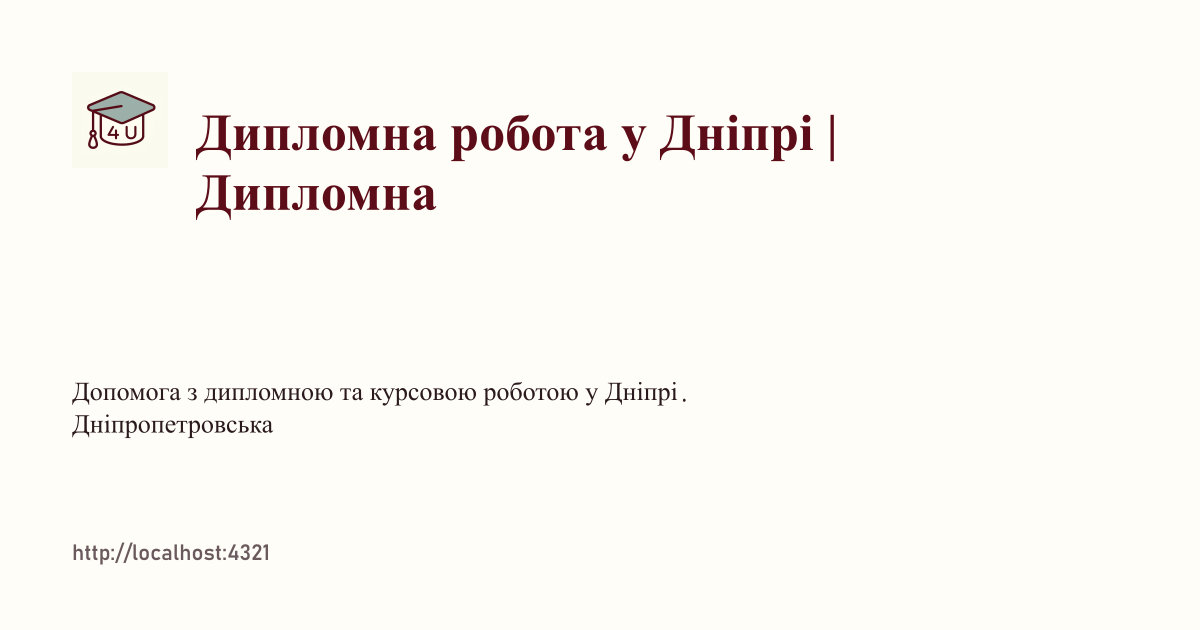 4 U
Дипломна робота у Дніпрі |
Дипломна
Допомога з дипломною та курсовою роботою у Дніпрі.
Дніпропетровська
http://localhost:4321